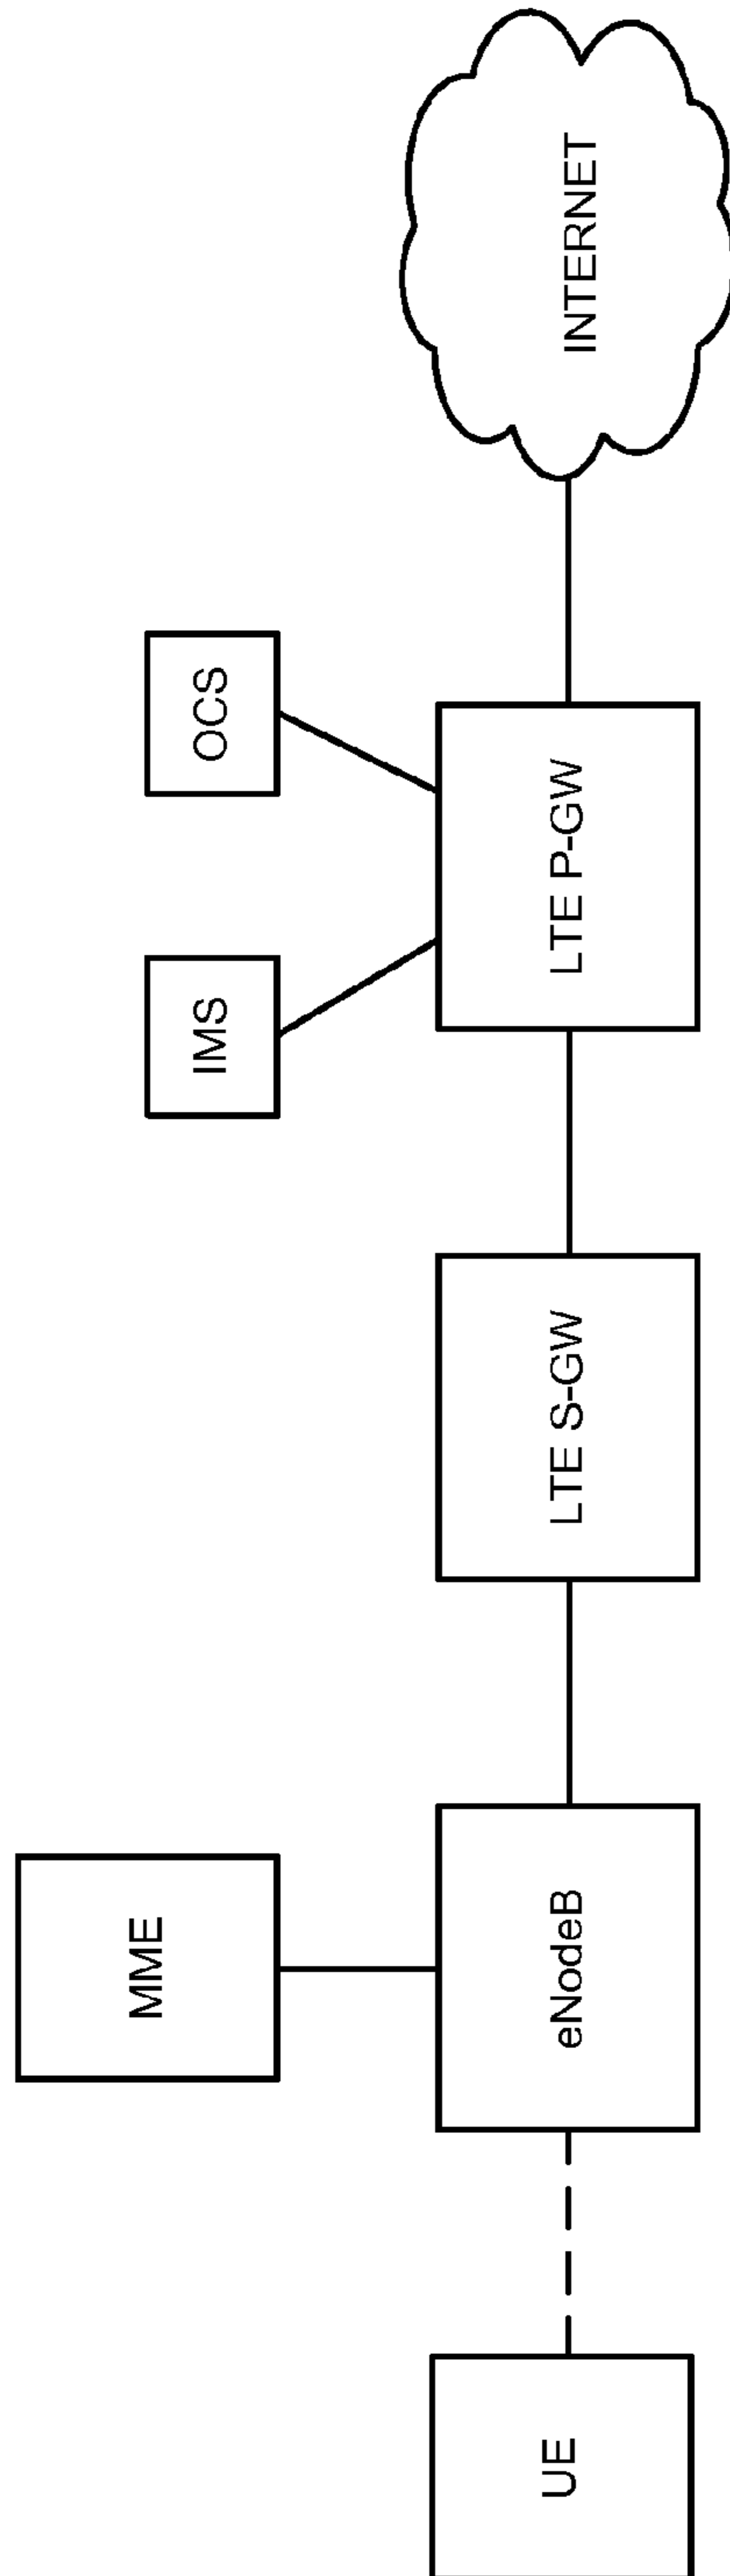 MME
IMS
OCS
UE
eNodeB
LTE S-GW
LTE P-GW
INTERNET